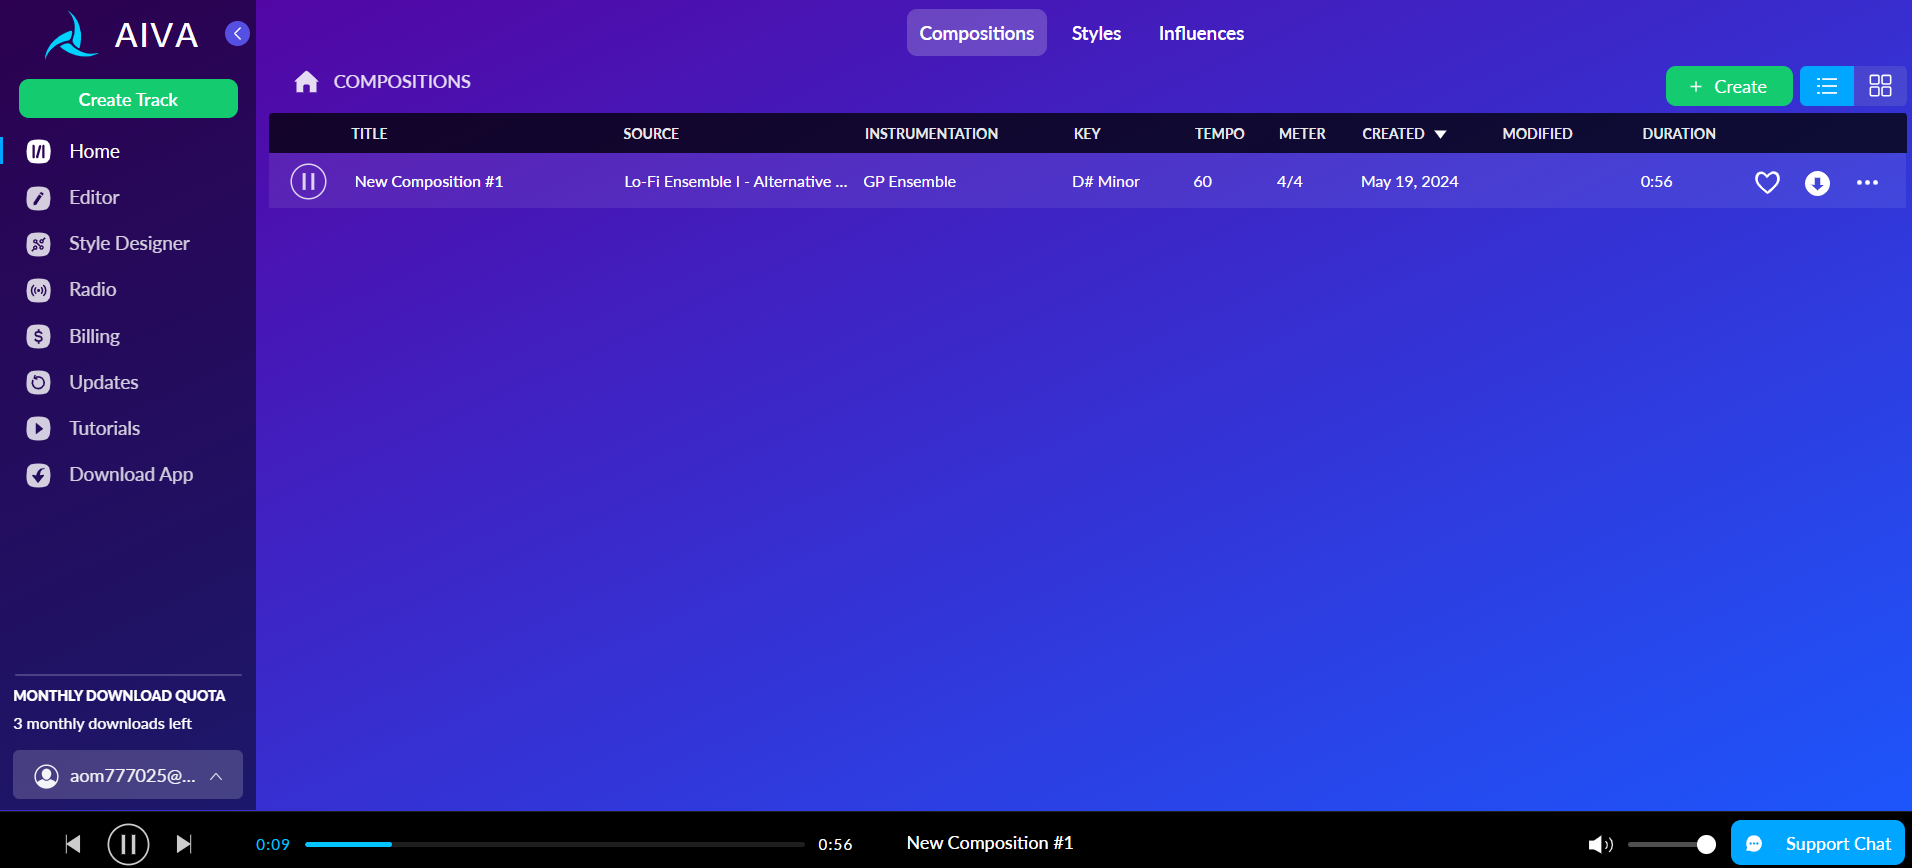 AIVA
Create Track
Home
Editor
Style Designer
Radio
Billing
Updates
Tutorials
Download App
MONTHLY DOWNLOAD QUOTA
3 monthly downloads left
aom777025@...
Compositions Styles Influences
COMPOSITIONS
+ Create
TITLE SOURCE INSTRUMENTATION KEY TEMPO METER CREATED MODIFIED DURATION
New Composition #1 Lo-Fi Ensemble I - Alternative ... GP Ensemble D# Minor 60 4/4 May 19, 2024 0:56
0:09 0:56 New Composition #1 Support Chat